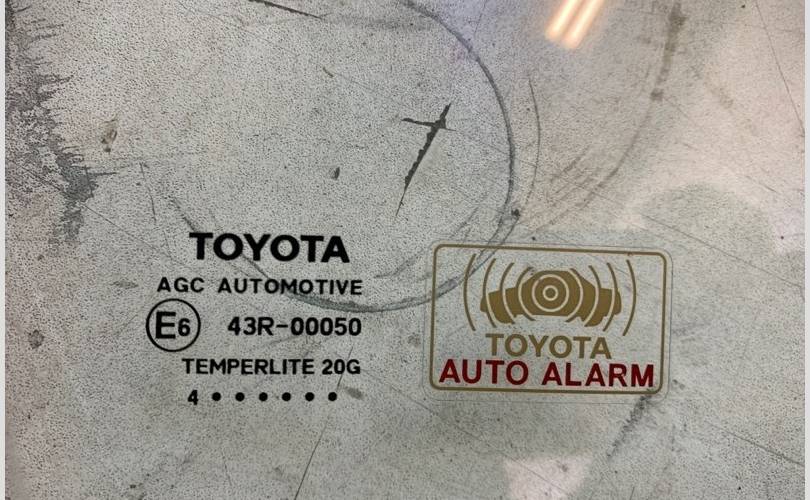 TOYOTA
AGC AUTOMOTIVE
E6 43R-00050
TEMPERLITE 20G
4 • • • • • •
TOYOTA
AUTO ALARM